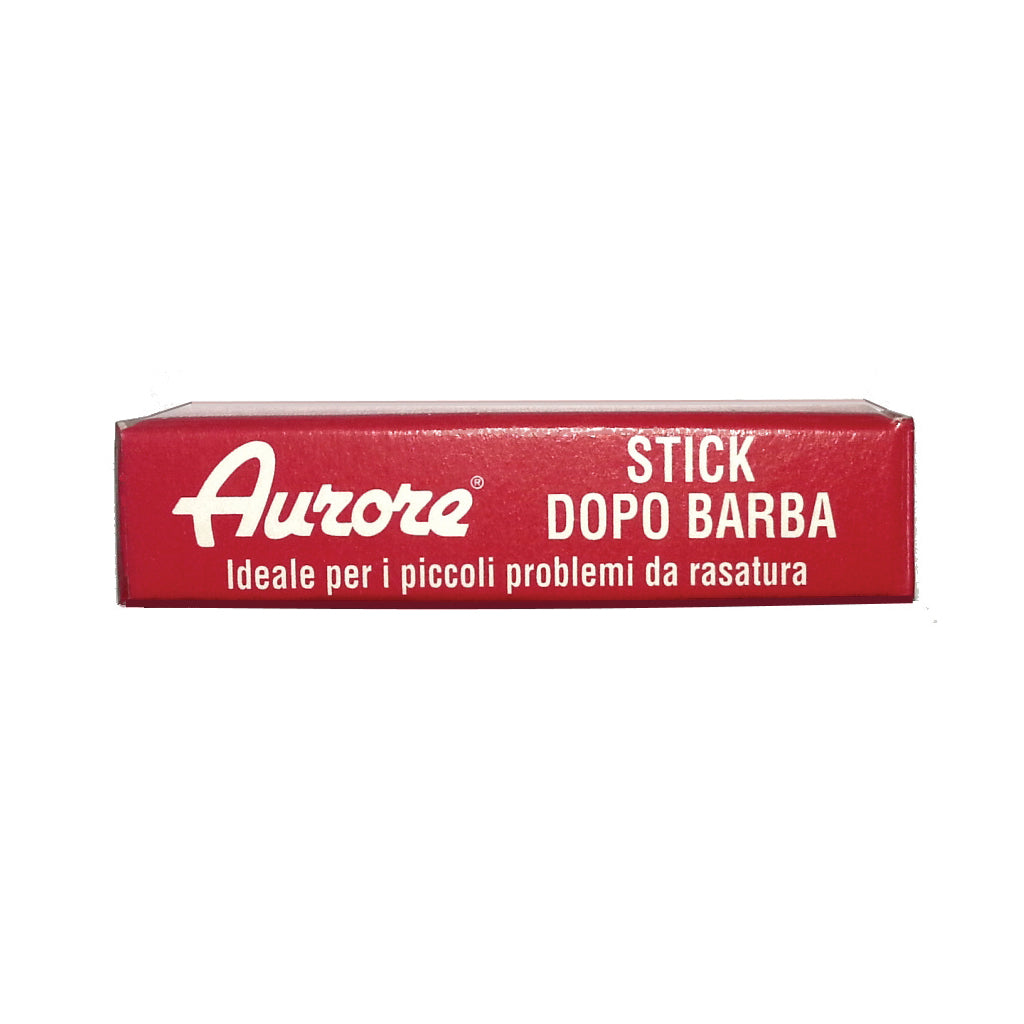 Aurore®
STICK
DOPO BARBA
Ideale per i piccoli problemi da rasatura